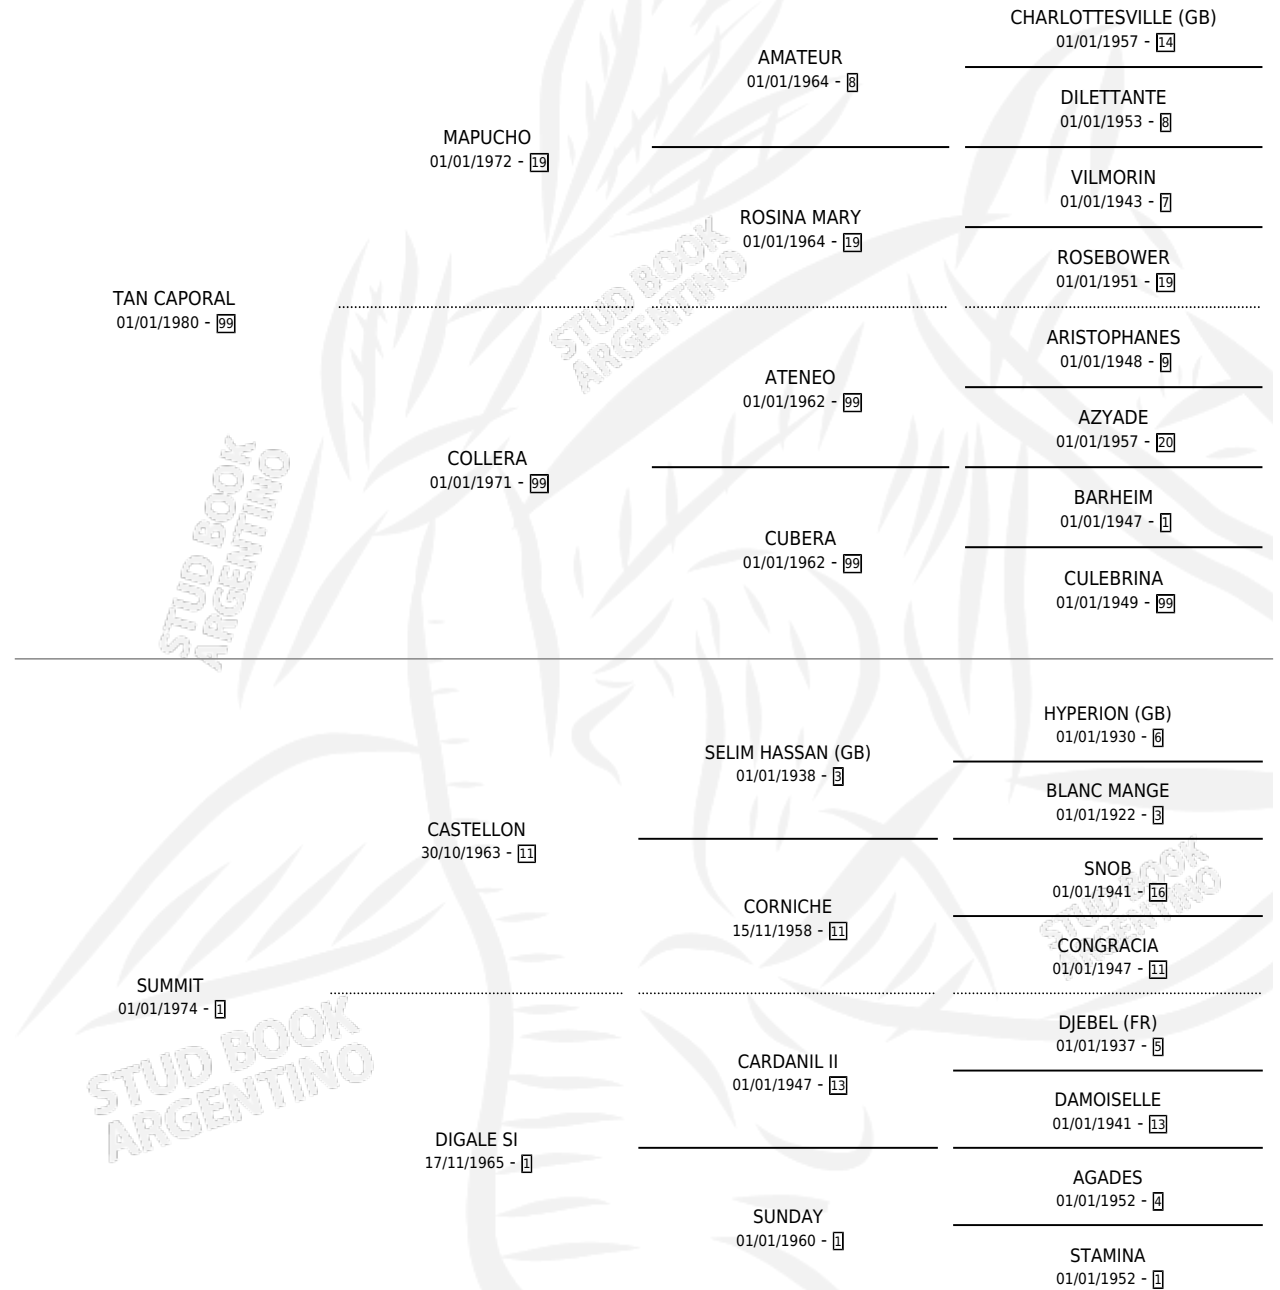 CHARLOTTESVILLE (GB)
01/01/1957 - 14
AMATEUR
01/01/1964 - 8
DILETTANTE
01/01/1953 - 8
MAPUCHO
01/01/1972 - 19
VILMORIN
01/01/1943 - 7
ROSINA MARY
01/01/1964 - 19
ROSEBOWER
01/01/1951 - 19
TAN CAPORAL
01/01/1980 - 99
STUD BOOK
ARGENTINO
ARISTOPHANES
01/01/1948 - 9
ATENEO
01/01/1962 - 99
AZYADE
01/01/1957 - 20
COLLERA
01/01/1971 - 99
BARHEIM
01/01/1947 - 1
CUBERA
01/01/1962 - 99
CULEBRINA
01/01/1949 - 99
STUD BOOK
ARGENTINO
HYPERION (GB)
01/01/1930 - 6
SELIM HASSAN (GB)
01/01/1938 - 3
BLANC MANGE
01/01/1922 - 3
CASTELLON
30/10/1963 - 11
SNOB
01/01/1941 - 16
CORNICHE
15/11/1958 - 11
CONGRACIA
01/01/1947 - 11
STUD BOOK
ARGENTINO
SUMMIT
01/01/1974 - 1
DJEBEL (FR)
01/01/1937 - 5
CARDANIL II
01/01/1947 - 13
DAMOISELLE
01/01/1941 - 13
STUD BOOK
ARGENTINO
DIGALE SI
17/11/1965 - 1
AGADES
01/01/1952 - 4
SUNDAY
01/01/1960 - 1
STAMINA
01/01/1952 - 1